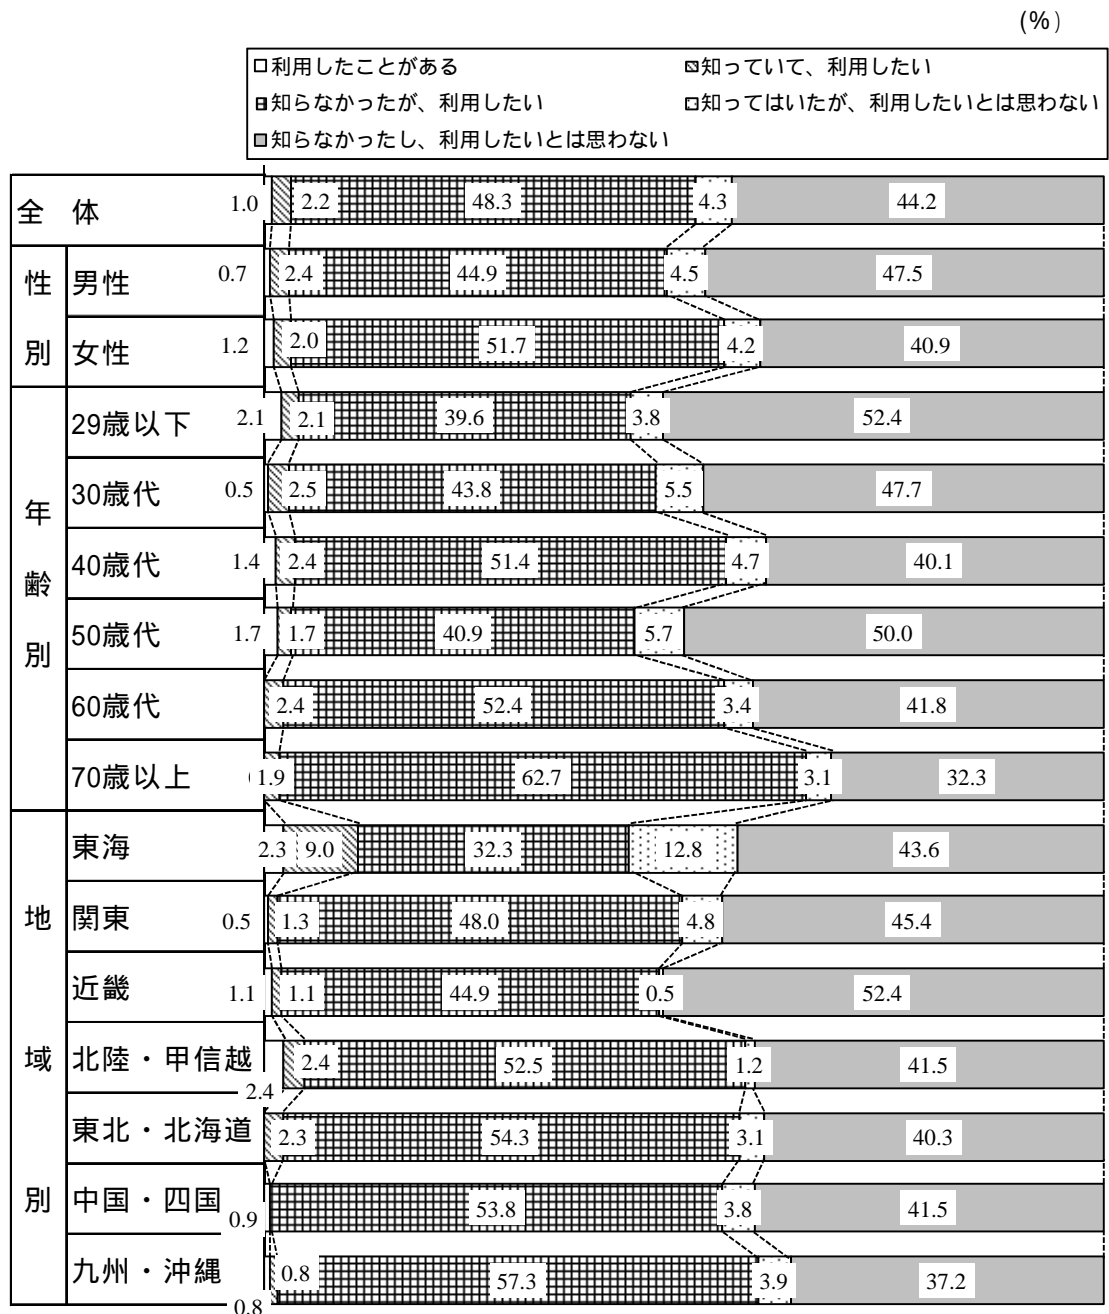 (%)
利用したことがある 知っていて、利用したい
知らなかったが、利用したい 知ってはいたが、利用したいとは思わない
知らなかったし、利用したいとは思わない
全 体 1.0 2.2 48.3 4.3 44.2
性別
男性 0.7 2.4 44.9 4.5 47.5
女性 1.2 2.0 51.7 4.2 40.9
年齢別
29歳以下 2.1 2.1 39.6 3.8 52.4
30歳代 0.5 2.5 43.8 5.5 47.7
40歳代 1.4 2.4 51.4 4.7 40.1
50歳代 1.7 1.7 40.9 5.7 50.0
60歳代 2.4 52.4 3.4 41.8
70歳以上 1.9 62.7 3.1 32.3
地域別
東海 2.3 9.0 32.3 12.8 43.6
関東 0.5 1.3 48.0 4.8 45.4
近畿 1.1 1.1 44.9 0.5 52.4
北陸・甲信越 2.4 2.4 52.5 1.2 41.5
東北・北海道 2.3 54.3 3.1 40.3
中国・四国 0.9 53.8 3.8 41.5
九州・沖縄 0.8 0.8 57.3 3.9 37.2